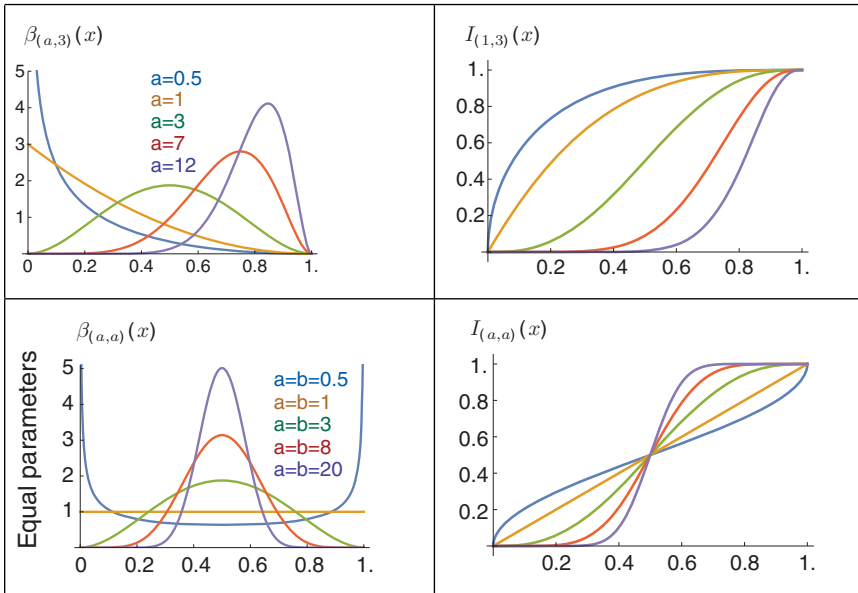 β(a,3)(x)
5
4
3
2
1
0 0.2 0.4 0.6 0.8 1.
a=0.5
a=1
a=3
a=7
a=12
I(1,3)(x)
1.
0.8
0.6
0.4
0.2
0.2 0.4 0.6 0.8 1.
Equal parameters
β(a,a)(x)
5
4
3
2
1
0 0.2 0.4 0.6 0.8 1.
a=b=0.5
a=b=1
a=b=3
a=b=8
a=b=20
I(a,a)(x)
1.
0.8
0.6
0.4
0.2
0.2 0.4 0.6 0.8 1.